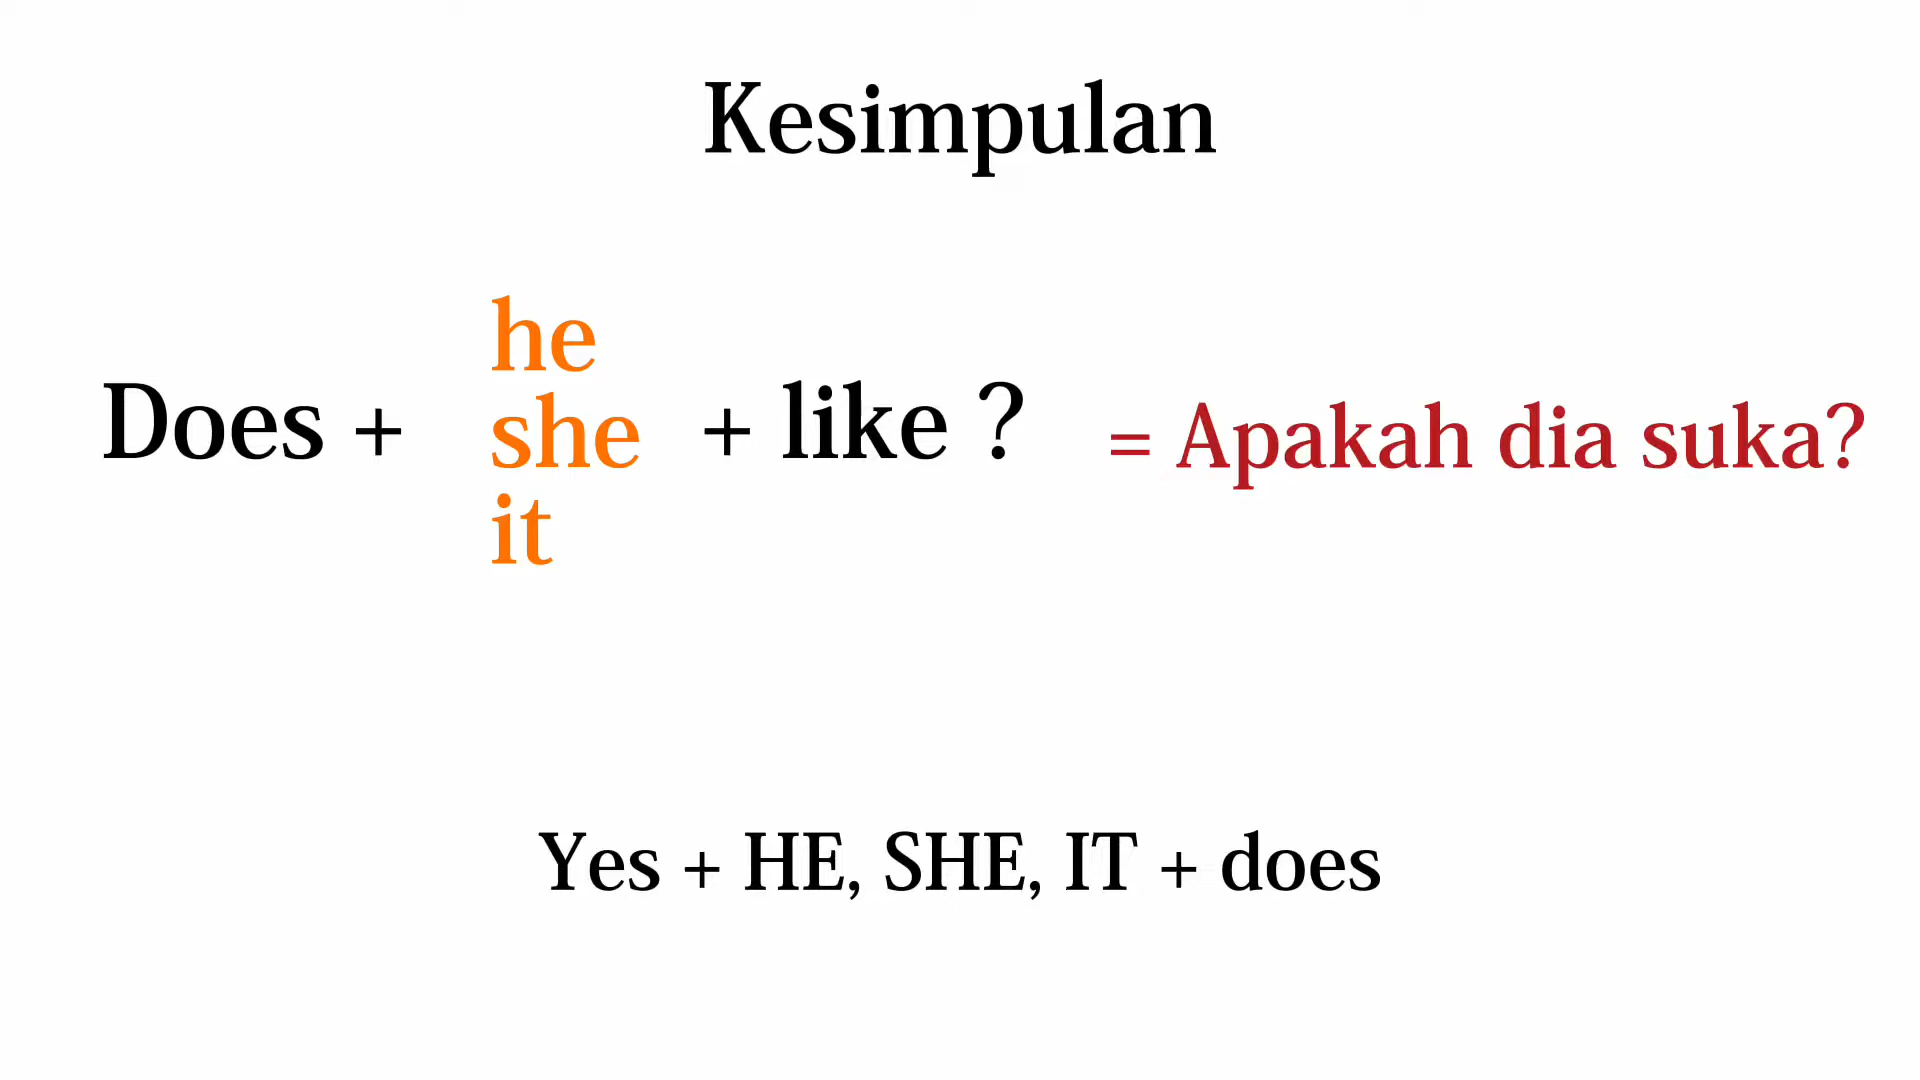 Kesimpulan
Does + he she it + like ? = Apakah dia suka?
Yes + HE, SHE, IT + does